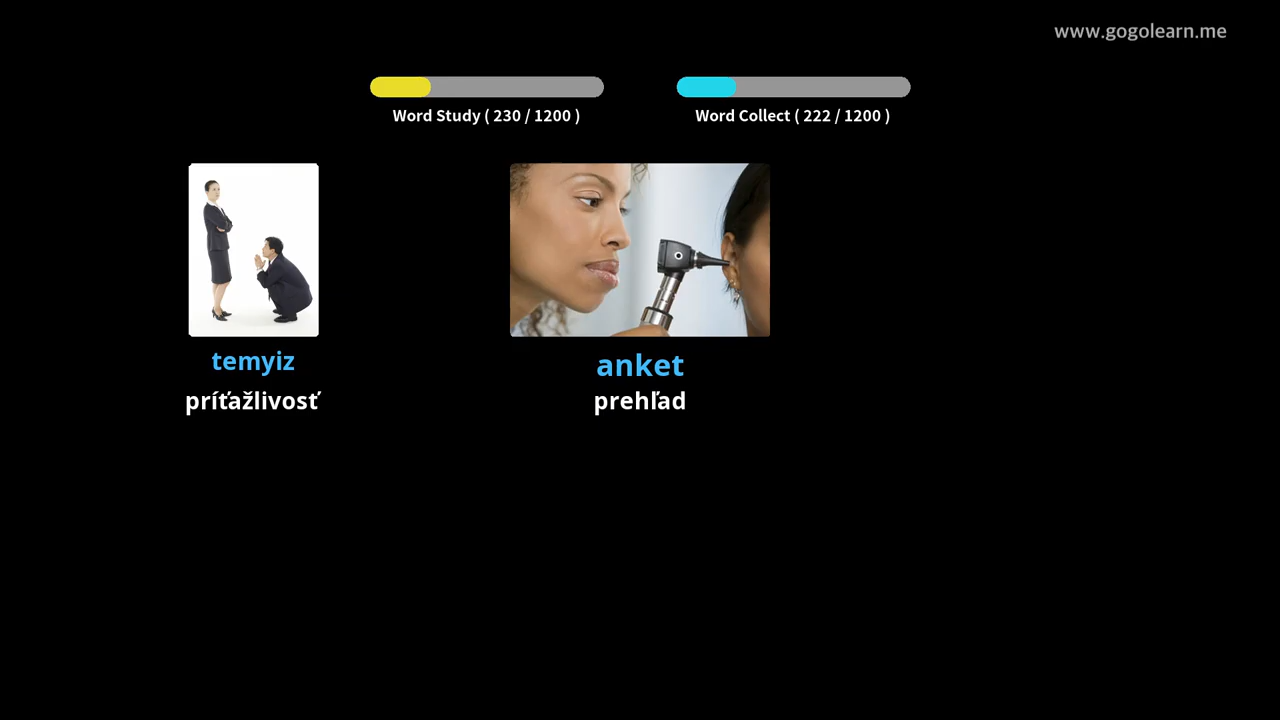 www.gogolearn.me
Word Study ( 230 / 1200 )
Word Collect ( 222 / 1200 )
temyiz
príťažlivosť
anket
prehľad